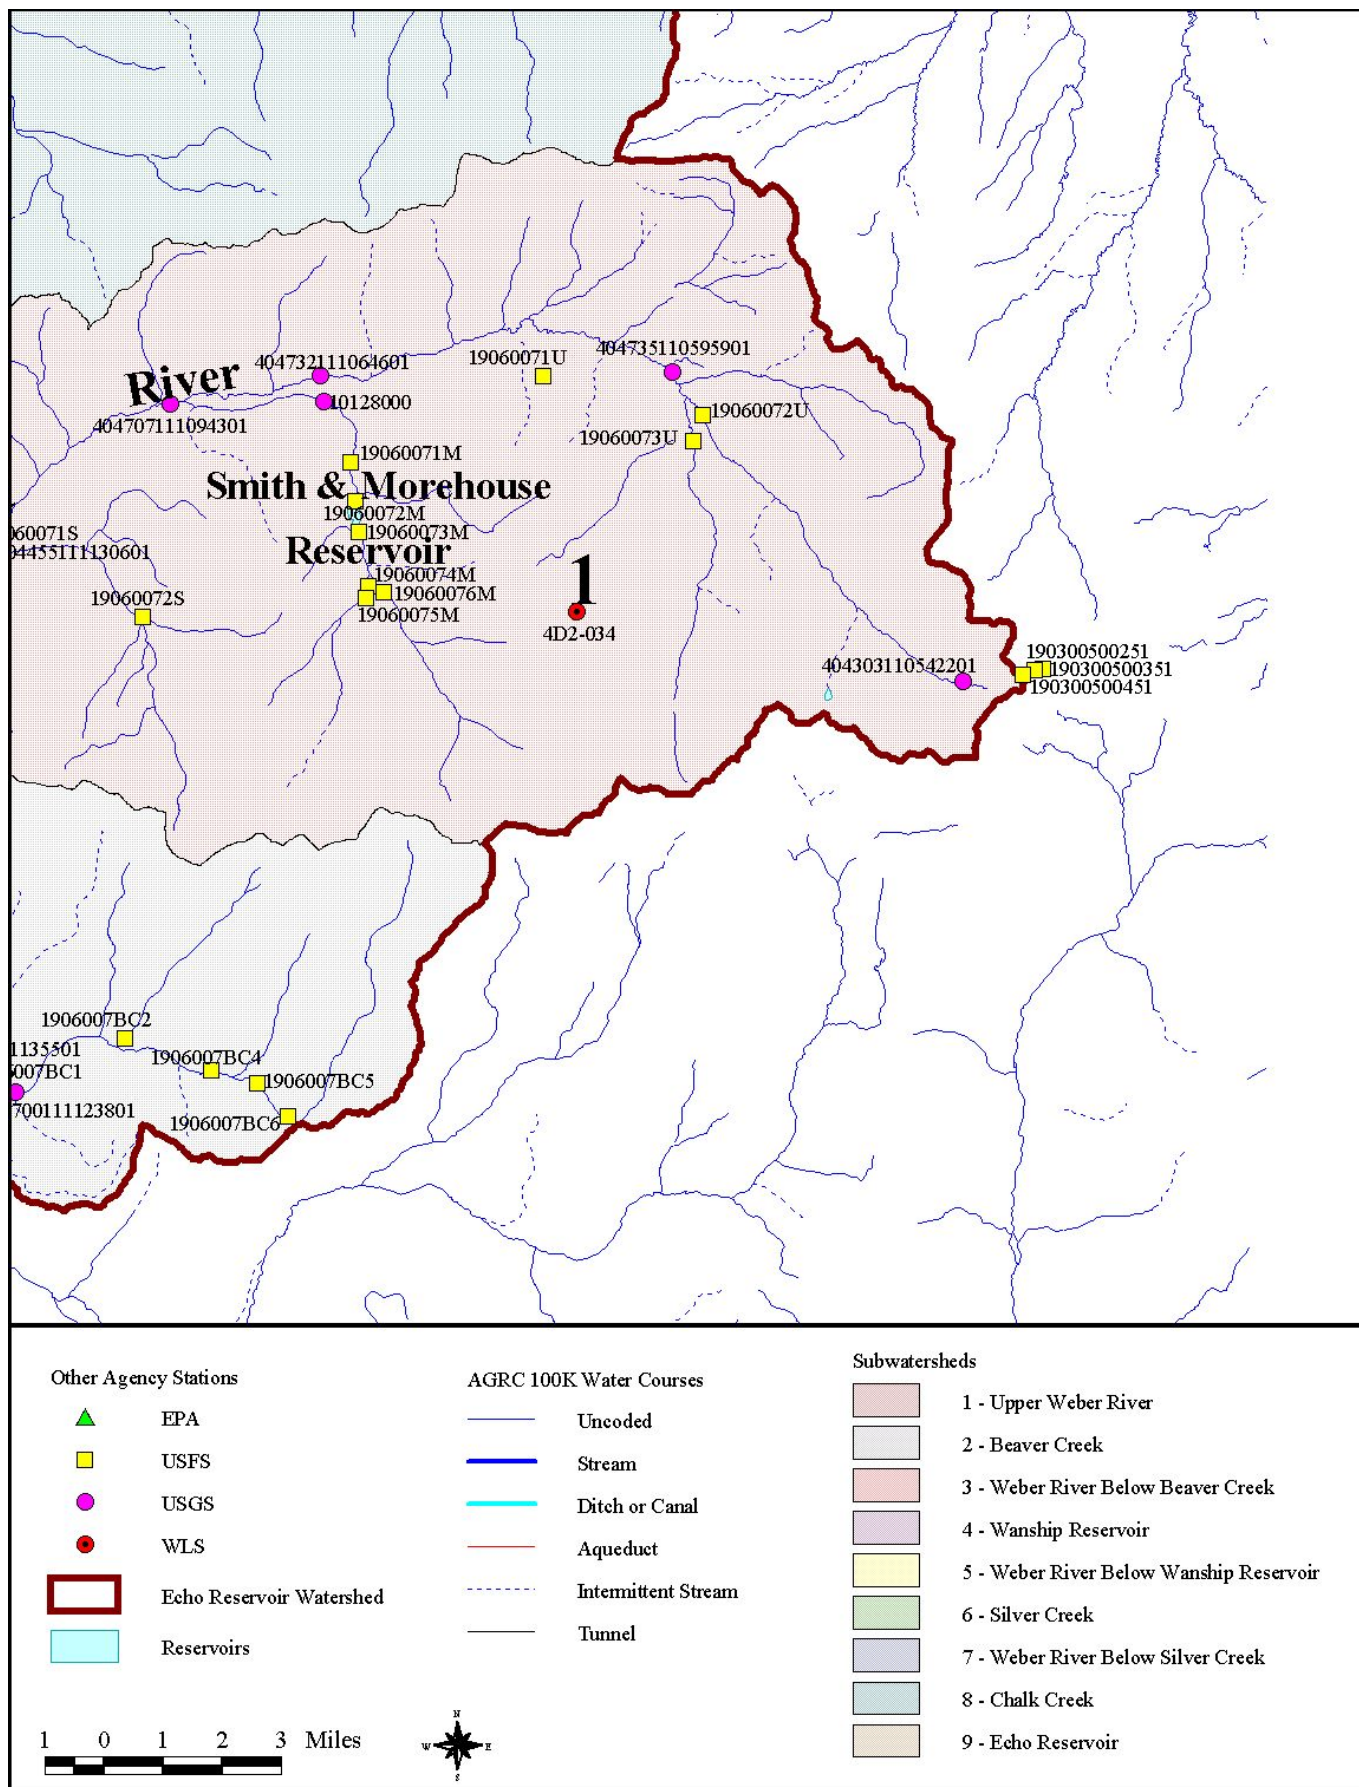 404732111064601
19060071U
404735110595901
River
10128000
404707111094301
19060072U
19060073U
19060071M
Smith & Morehouse
19060072M
060071S
19060073M
Reservoir
04455111130601
1
19060074M
19060076M
19060072S
19060075M
4D2-034
190300500251
404303110542201
190300500351
190300500451
1906007BC2
1135501
1906007BC4
007BC1
1906007BC5
700111123801
1906007BC6
Other Agency Stations
EPA
USFS
USGS
WLS
Echo Reservoir Watershed
Reservoirs
AGRC 100K Water Courses
Uncoded
Stream
Ditch or Canal
Aqueduct
Intermittent Stream
Tunnel
Subwatersheds
1 - Upper Weber River
2 - Beaver Creek
3 - Weber River Below Beaver Creek
4 - Wanship Reservoir
5 - Weber River Below Wanship Reservoir
6 - Silver Creek
7 - Weber River Below Silver Creek
8 - Chalk Creek
9 - Echo Reservoir
1 0 1 2 3 Miles
N
W E
S